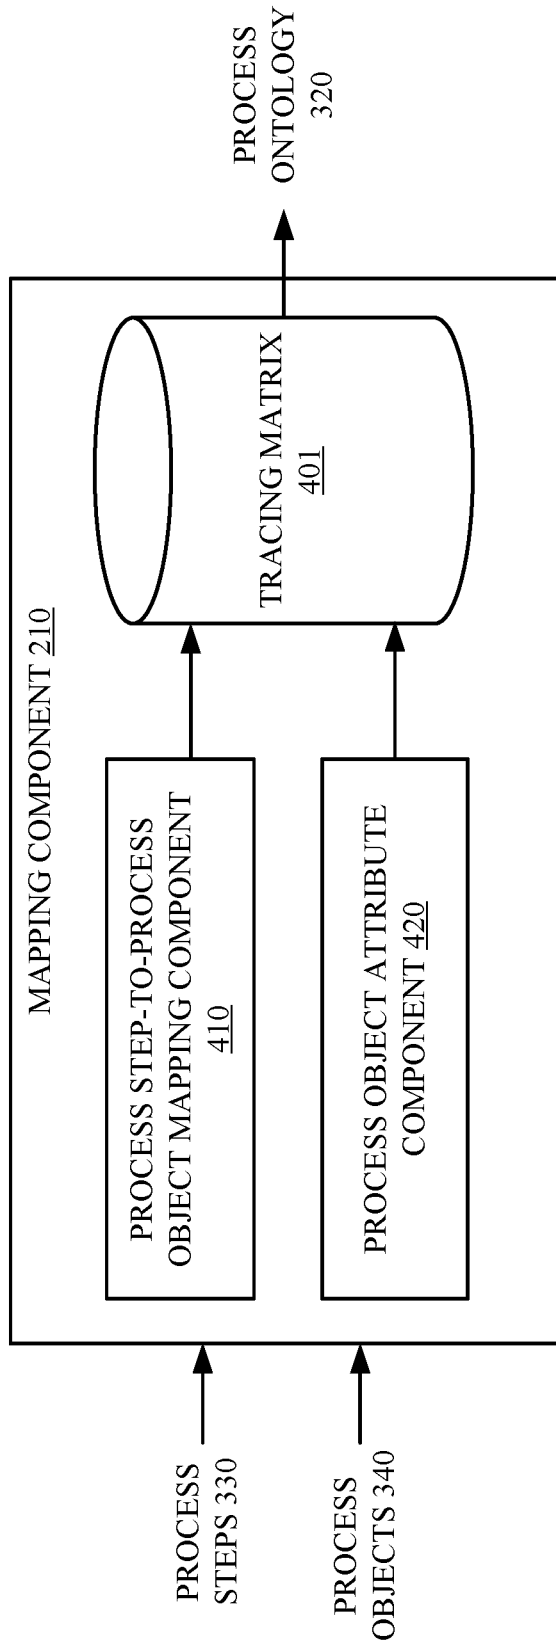 MAPPING COMPONENT 210
PROCESS
STEPS 330
PROCESS
OBJECTS 340
PROCESS STEP-TO-PROCESS
OBJECT MAPPING COMPONENT
410
PROCESS OBJECT ATTRIBUTE
COMPONENT 420
TRACING MATRIX
401
PROCESS
ONTOLOGY
320